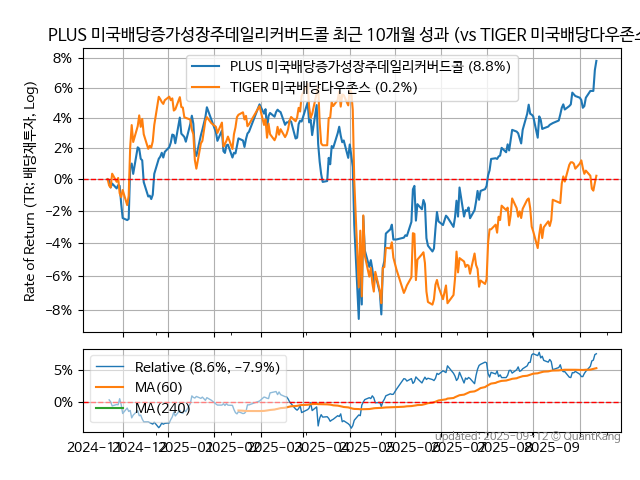 PLUS 미국배당증가성장주데일리커버드콜 최근 10개월 성과 (vs TIGER 미국배당다우존스
8%
6%
4%
2%
0%
−2%
−4%
−6%
−8%
Rate of Return (TR: 배당재투자, Log)
PLUS 미국배당증가성장주데일리커버드콜 (8.8%)
TIGER 미국배당다우존스 (0.2%)
5%
0%
Relative (8.6%, −7.9%)
MA(60)
MA(240)
2024−11 2024−12 2025−01 2025−02 2025−03 2025−04 2025−05 2025−06 2025−07 2025−08 2025−09
updated: 2025−09−12 © QuantKang